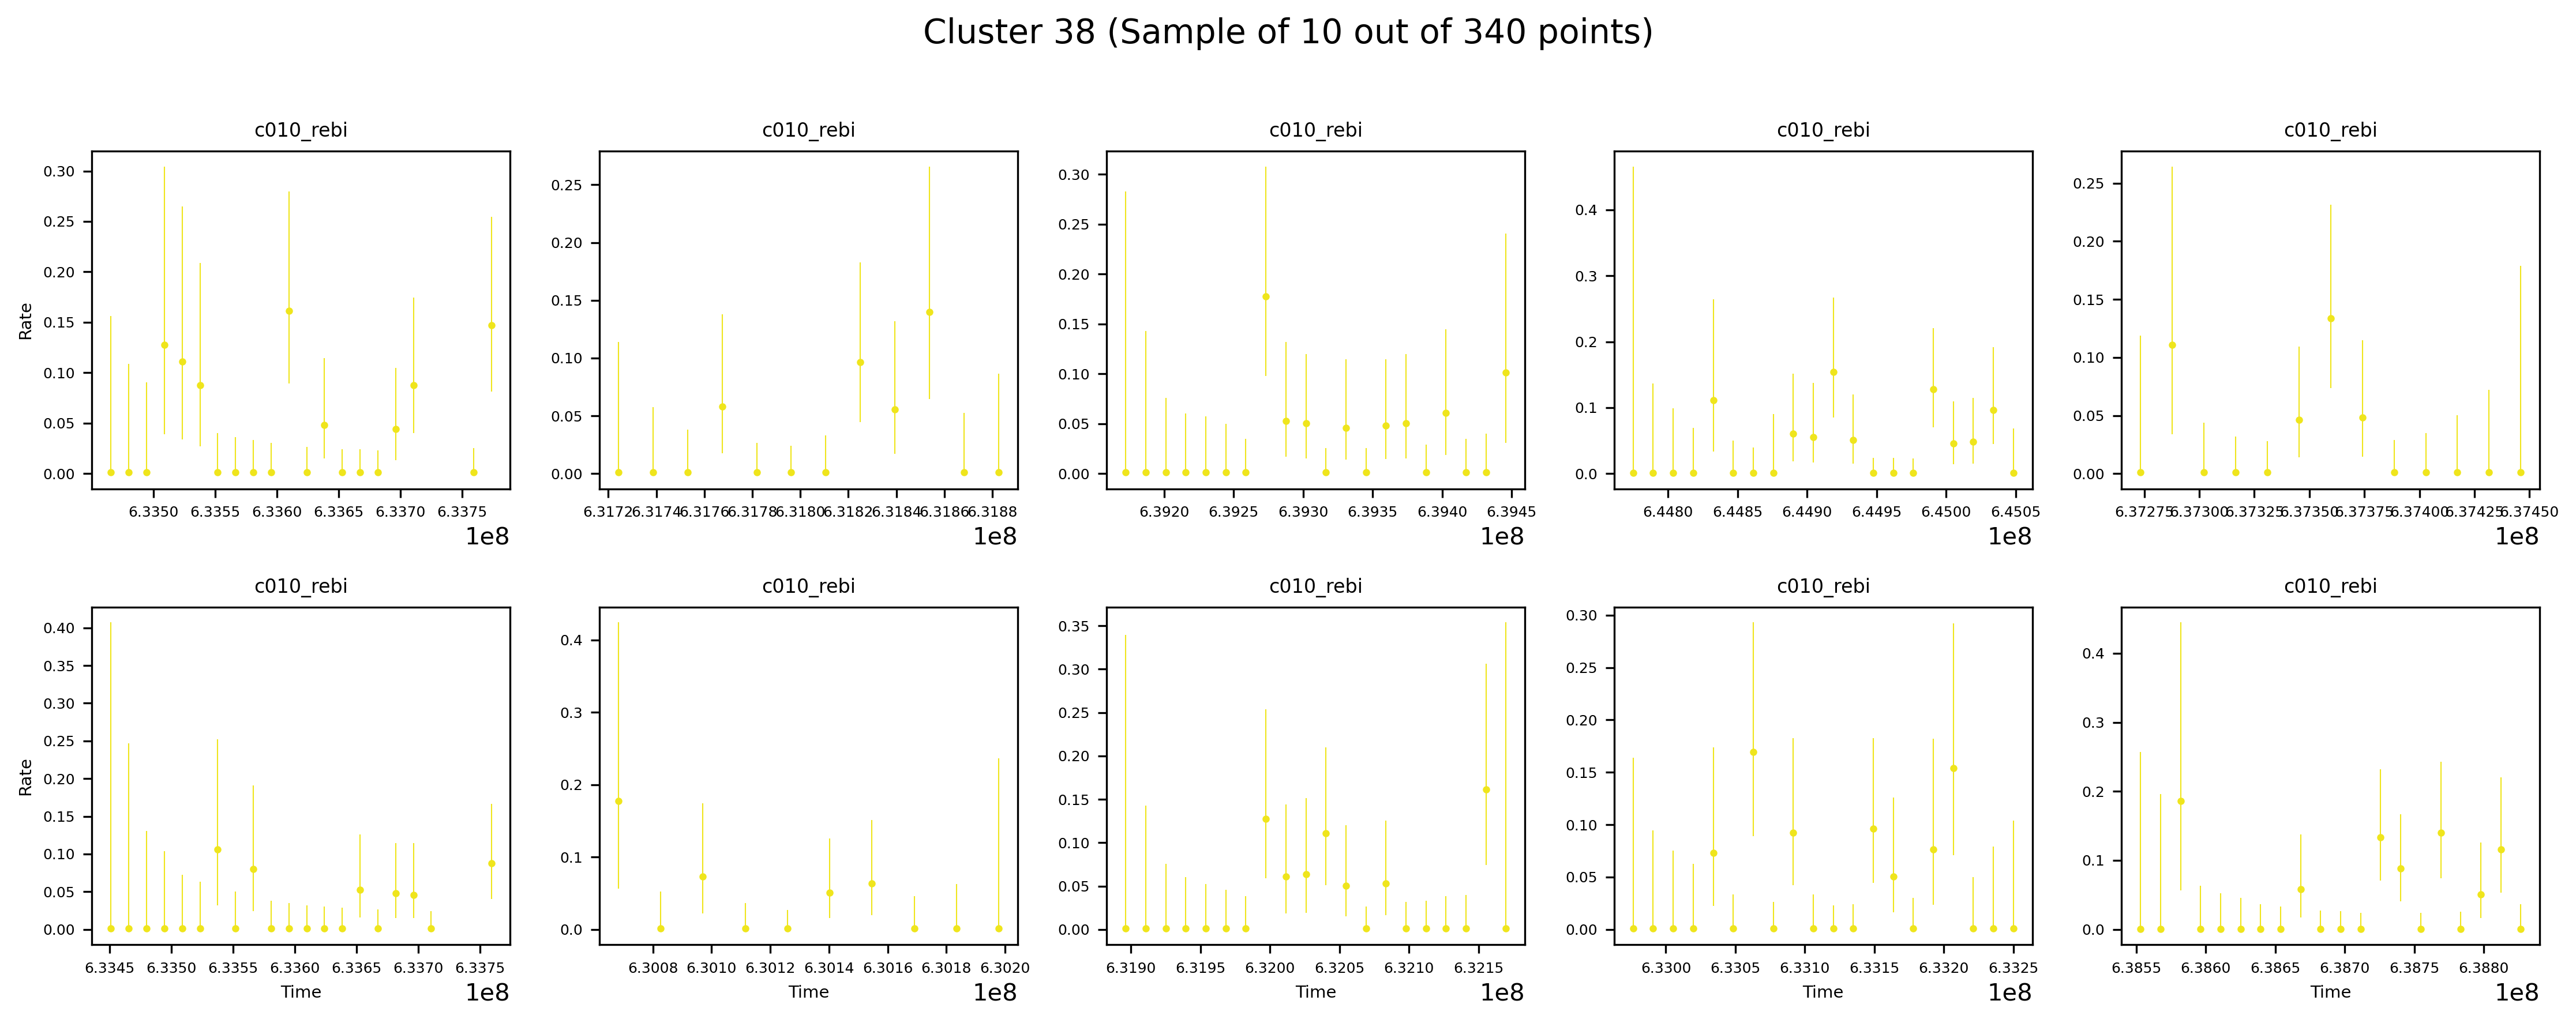 Cluster 38 (Sample of 10 out of 340 points)
c010_rebi c010_rebi c010_rebi c010_rebi c010_rebi
Rate
0.30 0.25 0.20 0.15 0.10 0.05 0.00
6.3350 6.3355 6.3360 6.3365 6.3370 6.3375
1e8
0.25 0.20 0.15 0.10 0.05 0.00
6.3172 6.3174 6.3176 6.3178 6.3180 6.3182 6.3184 6.3186 6.3188
1e8
0.30 0.25 0.20 0.15 0.10 0.05 0.00
6.3920 6.3925 6.3930 6.3935 6.3940 6.3945
1e8
0.4 0.3 0.2 0.1 0.0
6.4480 6.4485 6.4490 6.4495 6.4500 6.4505
1e8
0.25 0.20 0.15 0.10 0.05 0.00
6.37275 6.37300 6.37325 6.37350 6.37375 6.37400 6.37425 6.37450
1e8
c010_rebi c010_rebi c010_rebi c010_rebi c010_rebi
Rate
0.40 0.35 0.30 0.25 0.20 0.15 0.10 0.05 0.00
6.3345 6.3350 6.3355 6.3360 6.3365 6.3370 6.3375
Time 1e8
0.4 0.3 0.2 0.1 0.0
6.3008 6.3010 6.3012 6.3014 6.3016 6.3018 6.3020
Time 1e8
0.35 0.30 0.25 0.20 0.15 0.10 0.05 0.00
6.3190 6.3195 6.3200 6.3205 6.3210 6.3215
Time 1e8
0.30 0.25 0.20 0.15 0.10 0.05 0.00
6.3300 6.3305 6.3310 6.3315 6.3320 6.3325
Time 1e8
0.4 0.3 0.2 0.1 0.0
6.3855 6.3860 6.3865 6.3870 6.3875 6.3880
Time 1e8